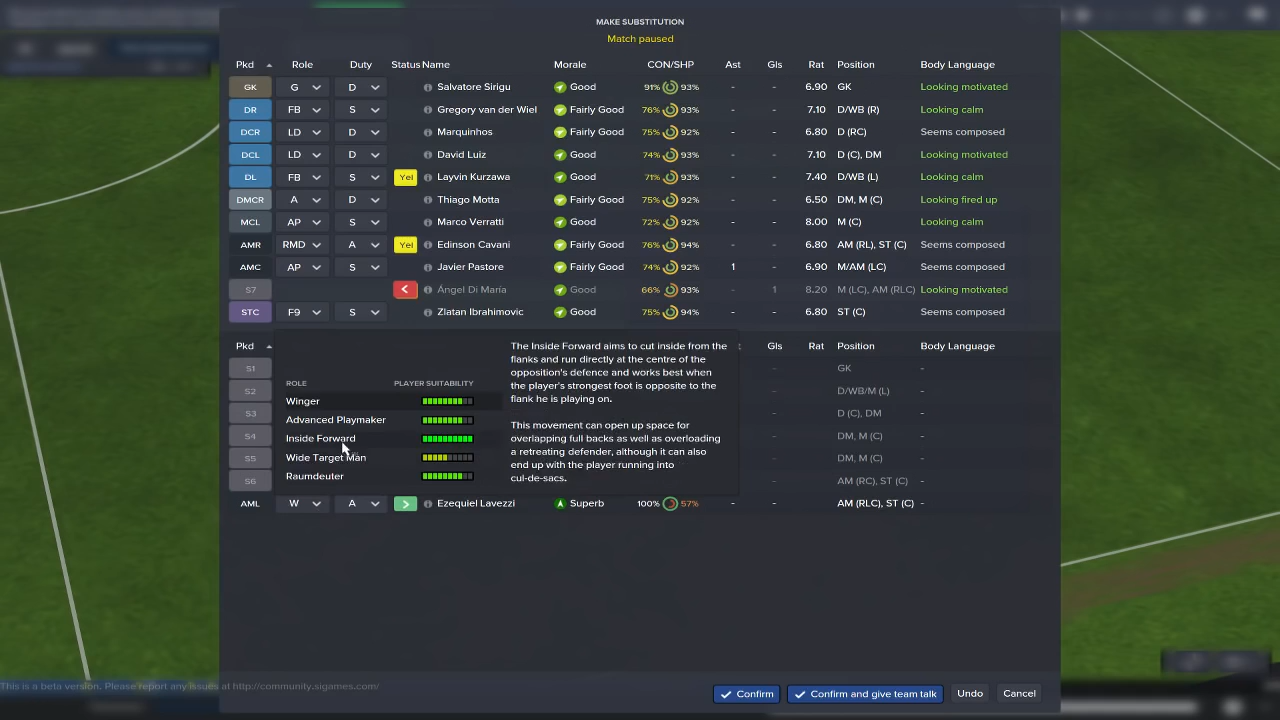 MAKE SUBSTITUTION
Match paused
Pkd Role Duty Status Name Morale CON/SHP Ast Gls Rat Position Body Language
GK G D Salvatore Sirigu Good 91% 93% - - 6.90 GK Looking motivated
DR FB S Gregory van der Wiel Fairly Good 76% 93% - - 7.10 D/WB (R) Looking calm
DCR LD D Marquinhos Fairly Good 75% 92% - - 6.80 D (RC) Seems composed
DCL LD D David Luiz Good 74% 93% - - 7.10 D (C), DM Looking motivated
DL FB S Yel Layvin Kurzawa Good 71% 93% - - 7.40 D/WB (L) Looking calm
DMCR A D Thiago Motta Fairly Good 75% 92% - - 6.50 DM, M (C) Looking fired up
MCL AP S Marco Verratti Good 72% 92% - - 8.00 M (C) Looking calm
AMR RMD A Yel Edinson Cavani Fairly Good 76% 94% - - 6.80 AM (RL), ST (C) Seems composed
AMC AP S Javier Pastore Fairly Good 74% 92% 1 - 6.90 M/AM (LC) Seems composed
S7 Ángel Di María Good 66% 93% - 1 8.20 M (LC), AM (RLC) Looking motivated
STC F9 S Zlatan Ibrahimovic Good 75% 94% - - 6.80 ST (C) Seems composed
Pkd Gls Rat Position Body Language
S1 - GK -
S2 - D/WB/M (L) -
S3 - D (C), DM -
S4 - DM, M (C) -
S5 - DM, M (C) -
S6 - AM (RC), ST (C) -
ROLE PLAYER SUITABILITY
Winger
Advanced Playmaker
Inside Forward
Wide Target Man
Raumdeuter
The Inside Forward aims to cut inside from the
flanks and run directly at the centre of the
opposition's defence and works best when
the player's strongest foot is opposite to the
flank he is playing on.
This movement can open up space for
overlapping full backs as well as overloading
a retreating defender, although it can also
end up with the player running into
cul-de-sacs.
AML W A Ezequiel Lavezzi Superb 100% 57% - - AM (RLC), ST (C) -
This is a beta version. Please report any issues at http://community.sigames.com/
Confirm Confirm and give team talk Undo Cancel